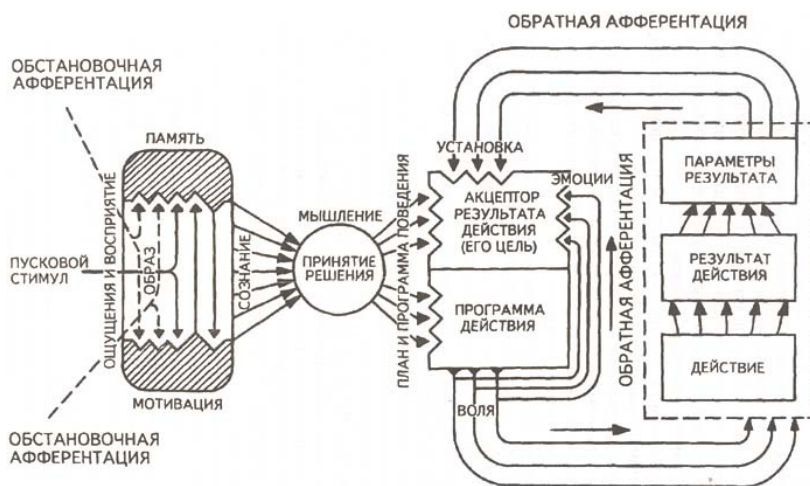 ОБРАТНАЯ АФФЕРЕНТАЦИЯ
ОБСТАНОВОЧНАЯ
АФФЕРЕНТАЦИЯ
ПАМЯТЬ
ОЩУЩЕНИЯ И ВОСПРИЯТИЕ
ПУСКОВОЙ
СТИМУЛ
ОБРАЗ
СОЗНАНИЕ
МОТИВАЦИЯ
ОБСТАНОВОЧНАЯ
АФФЕРЕНТАЦИЯ
МЫШЛЕНИЕ
ПРИНЯТИЕ
РЕШЕНИЯ
ПЛАН И ПРОГРАММА ПОВЕДЕНИЯ
УСТАНОВКА
ЭМОЦИИ
АКЦЕПТОР
РЕЗУЛЬТАТА
ДЕЙСТВИЯ
(ЕГО ЦЕЛЬ)
ПРОГРАММА
ДЕЙСТВИЯ
ВОЛЯ
ОБРАТНАЯ АФФЕРЕНТАЦИЯ
ПАРАМЕТРЫ
РЕЗУЛЬТАТА
РЕЗУЛЬТАТ
ДЕЙСТВИЯ
ДЕЙСТВИЕ